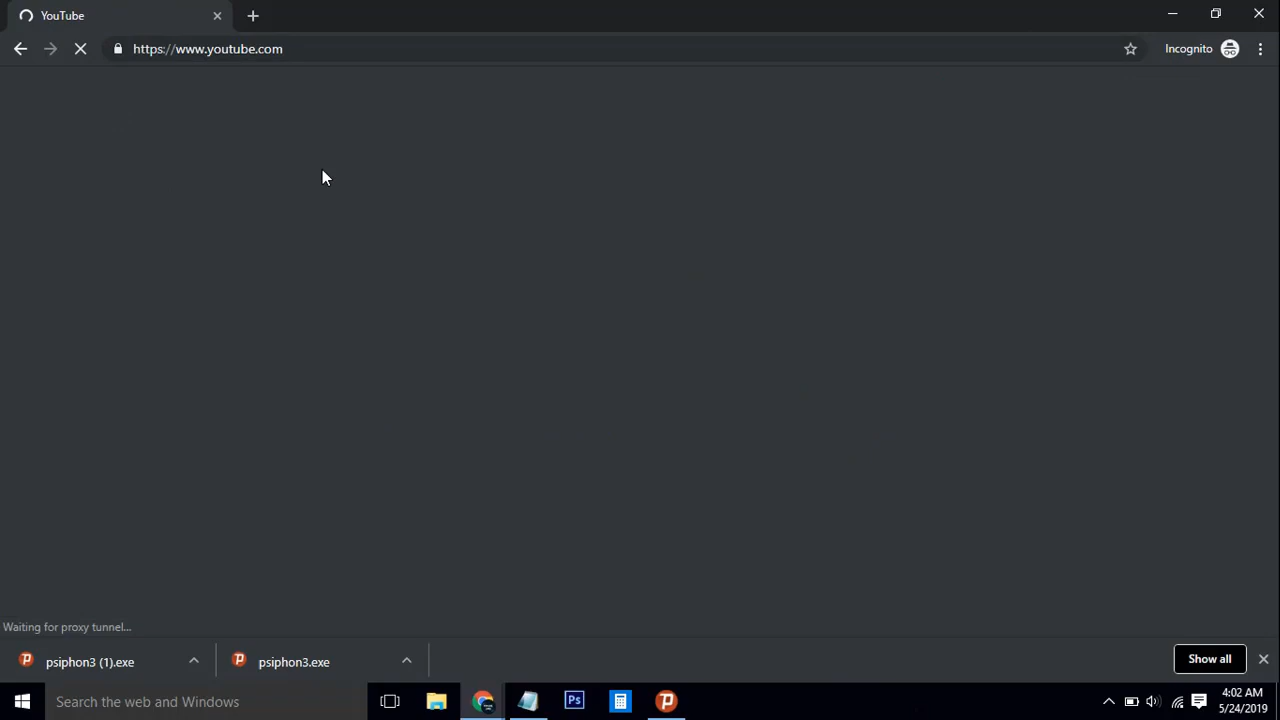 YouTube
https://www.youtube.com
Incognito
Waiting for proxy tunnel...
psiphon3 (1).exe
psiphon3.exe
Show all
Search the web and Windows
Ps
4:02 AM
5/24/2019